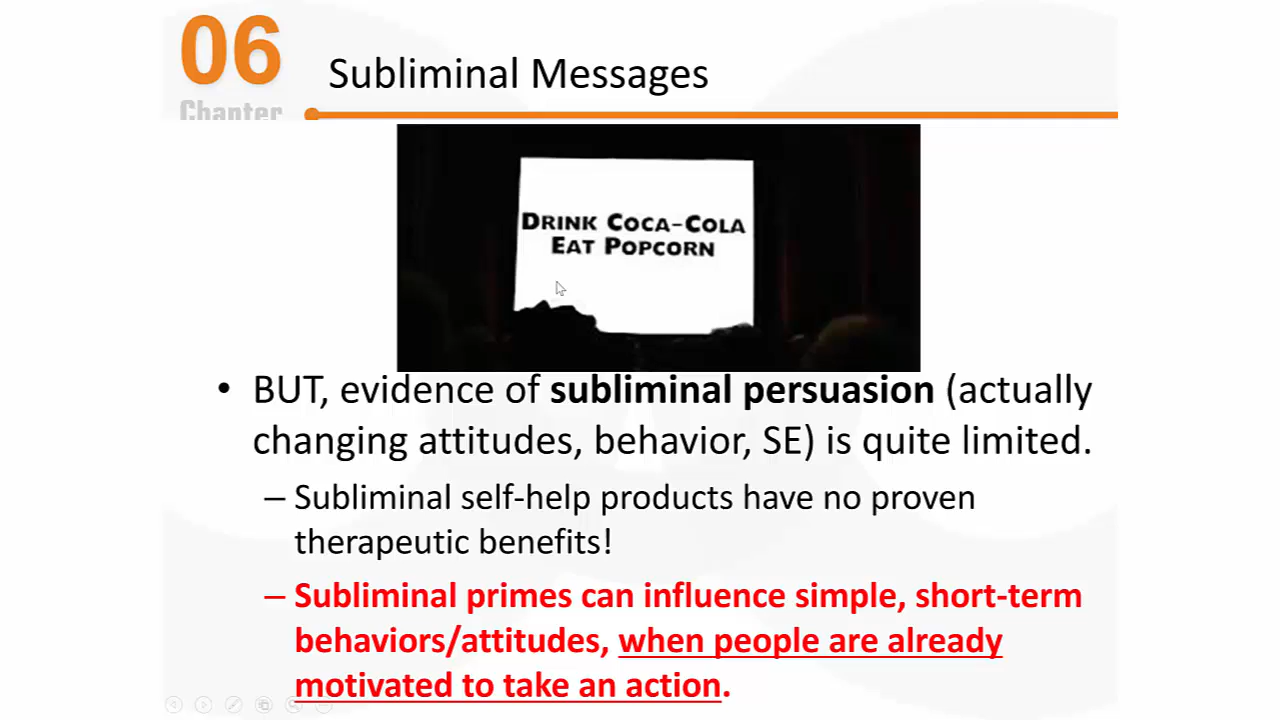 06
Chapter
Subliminal Messages
DRINK COCA-COLA
EAT POPCORN
• BUT, evidence of subliminal persuasion (actually
changing attitudes, behavior, SE) is quite limited.
– Subliminal self-help products have no proven
therapeutic benefits!
– Subliminal primes can influence simple, short-term
behaviors/attitudes, when people are already
motivated to take an action.